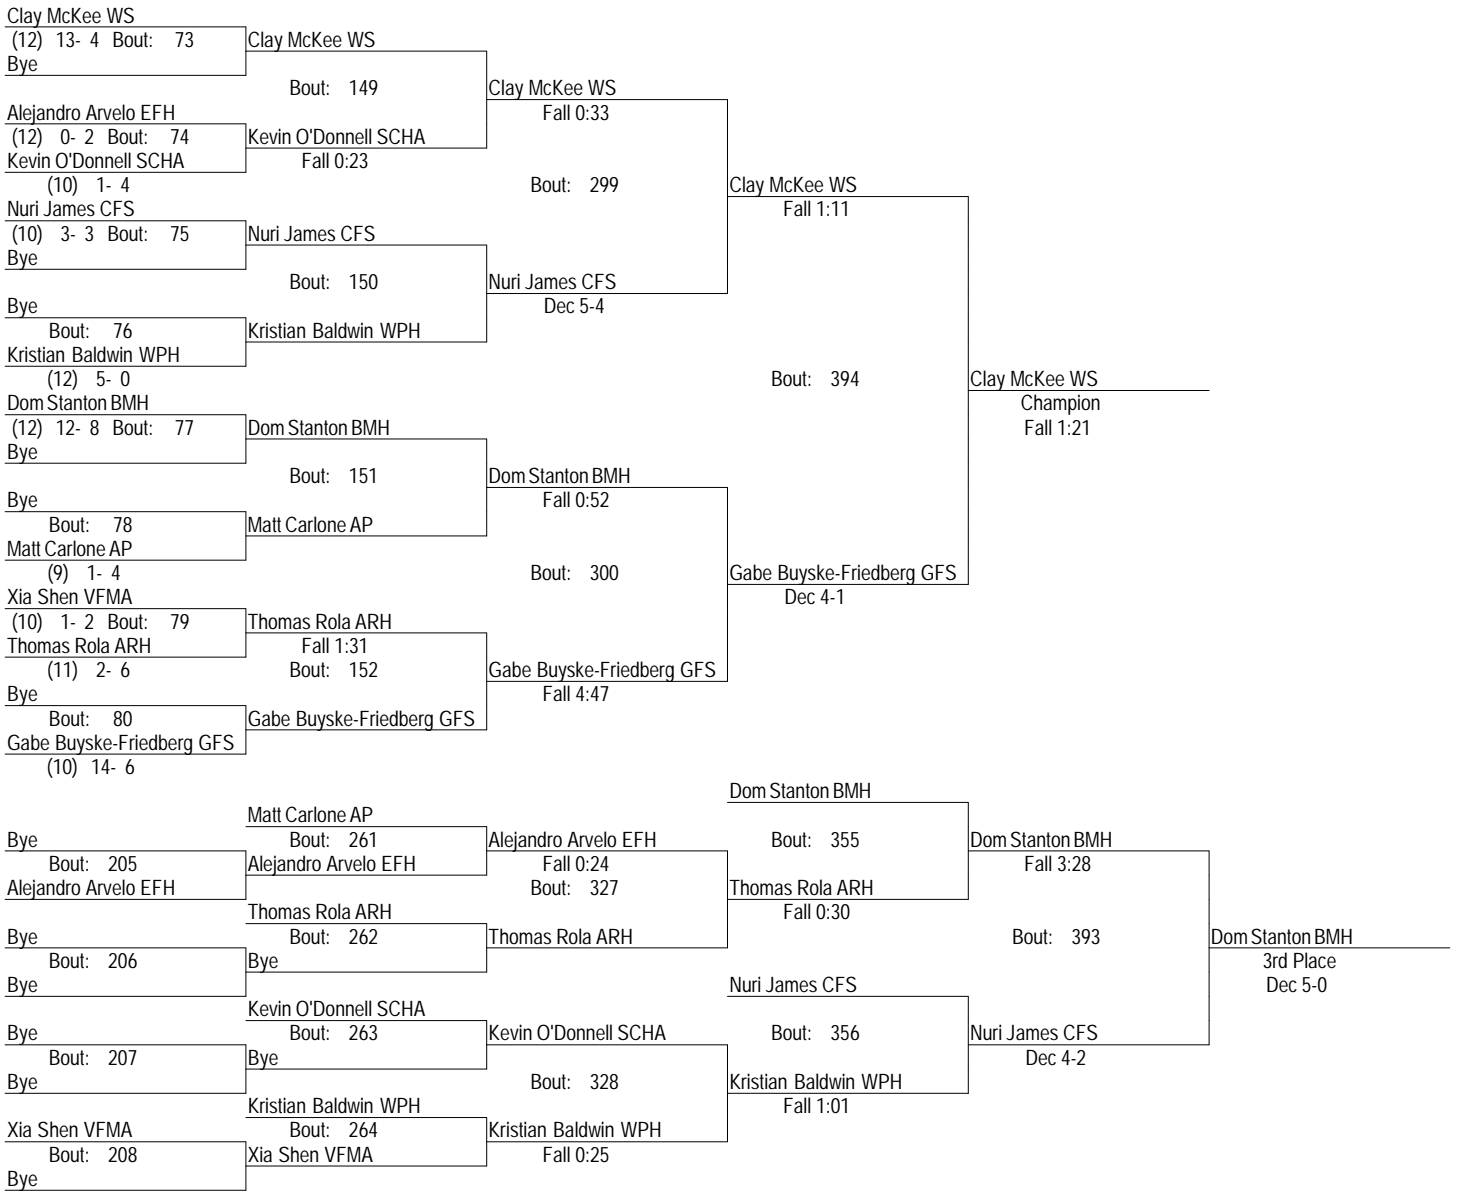 Clay McKee WS
(12) 13- 4 Bout: 73 Clay McKee WS
Bye
Bout: 149 Clay McKee WS
Alejandro Arvelo EFH Fall 0:33
(12) 0- 2 Bout: 74 Kevin O'Donnell SCHA
Kevin O'Donnell SCHA Fall 0:23
(10) 1- 4 Bout: 299 Clay McKee WS
Nuri James CFS Fall 1:11
(10) 3- 3 Bout: 75 Nuri James CFS
Bye
Bout: 150 Nuri James CFS
Bye Dec 5-4
Bout: 76 Kristian Baldwin WPH
Kristian Baldwin WPH
(12) 5- 0 Bout: 394 Clay McKee WS
Dom Stanton BMH Champion
(12) 12- 8 Bout: 77 Dom Stanton BMH Fall 1:21
Bye
Bout: 151 Dom Stanton BMH
Bye Fall 0:52
Bout: 78 Matt Carlone AP
Matt Carlone AP
(9) 1- 4 Bout: 300 Gabe Buyske-Friedberg GFS
Xia Shen VFMA Dec 4-1
(10) 1- 2 Bout: 79 Thomas Rola ARH
Thomas Rola ARH Fall 1:31
(11) 2- 6 Bout: 152 Gabe Buyske-Friedberg GFS
Bye Fall 4:47
Bout: 80 Gabe Buyske-Friedberg GFS
Gabe Buyske-Friedberg GFS
(10) 14- 6
Dom Stanton BMH
Matt Carlone AP
Bye Bout: 261 Alejandro Arvelo EFH Bout: 355 Dom Stanton BMH
Bout: 205 Alejandro Arvelo EFH Fall 0:24 Fall 3:28
Alejandro Arvelo EFH Bout: 327 Thomas Rola ARH
Thomas Rola ARH Fall 0:30
Bye Bout: 262 Thomas Rola ARH Bout: 393 Dom Stanton BMH
Bout: 206 Bye 3rd Place
Bye Nuri James CFS Dec 5-0
Kevin O'Donnell SCHA
Bye Bout: 263 Kevin O'Donnell SCHA Bout: 356 Nuri James CFS
Bout: 207 Bye Dec 4-2
Bye Bout: 328 Kristian Baldwin WPH
Kristian Baldwin WPH Fall 1:01
Xia Shen VFMA Bout: 264 Kristian Baldwin WPH
Bout: 208 Xia Shen VFMA Fall 0:25
Bye